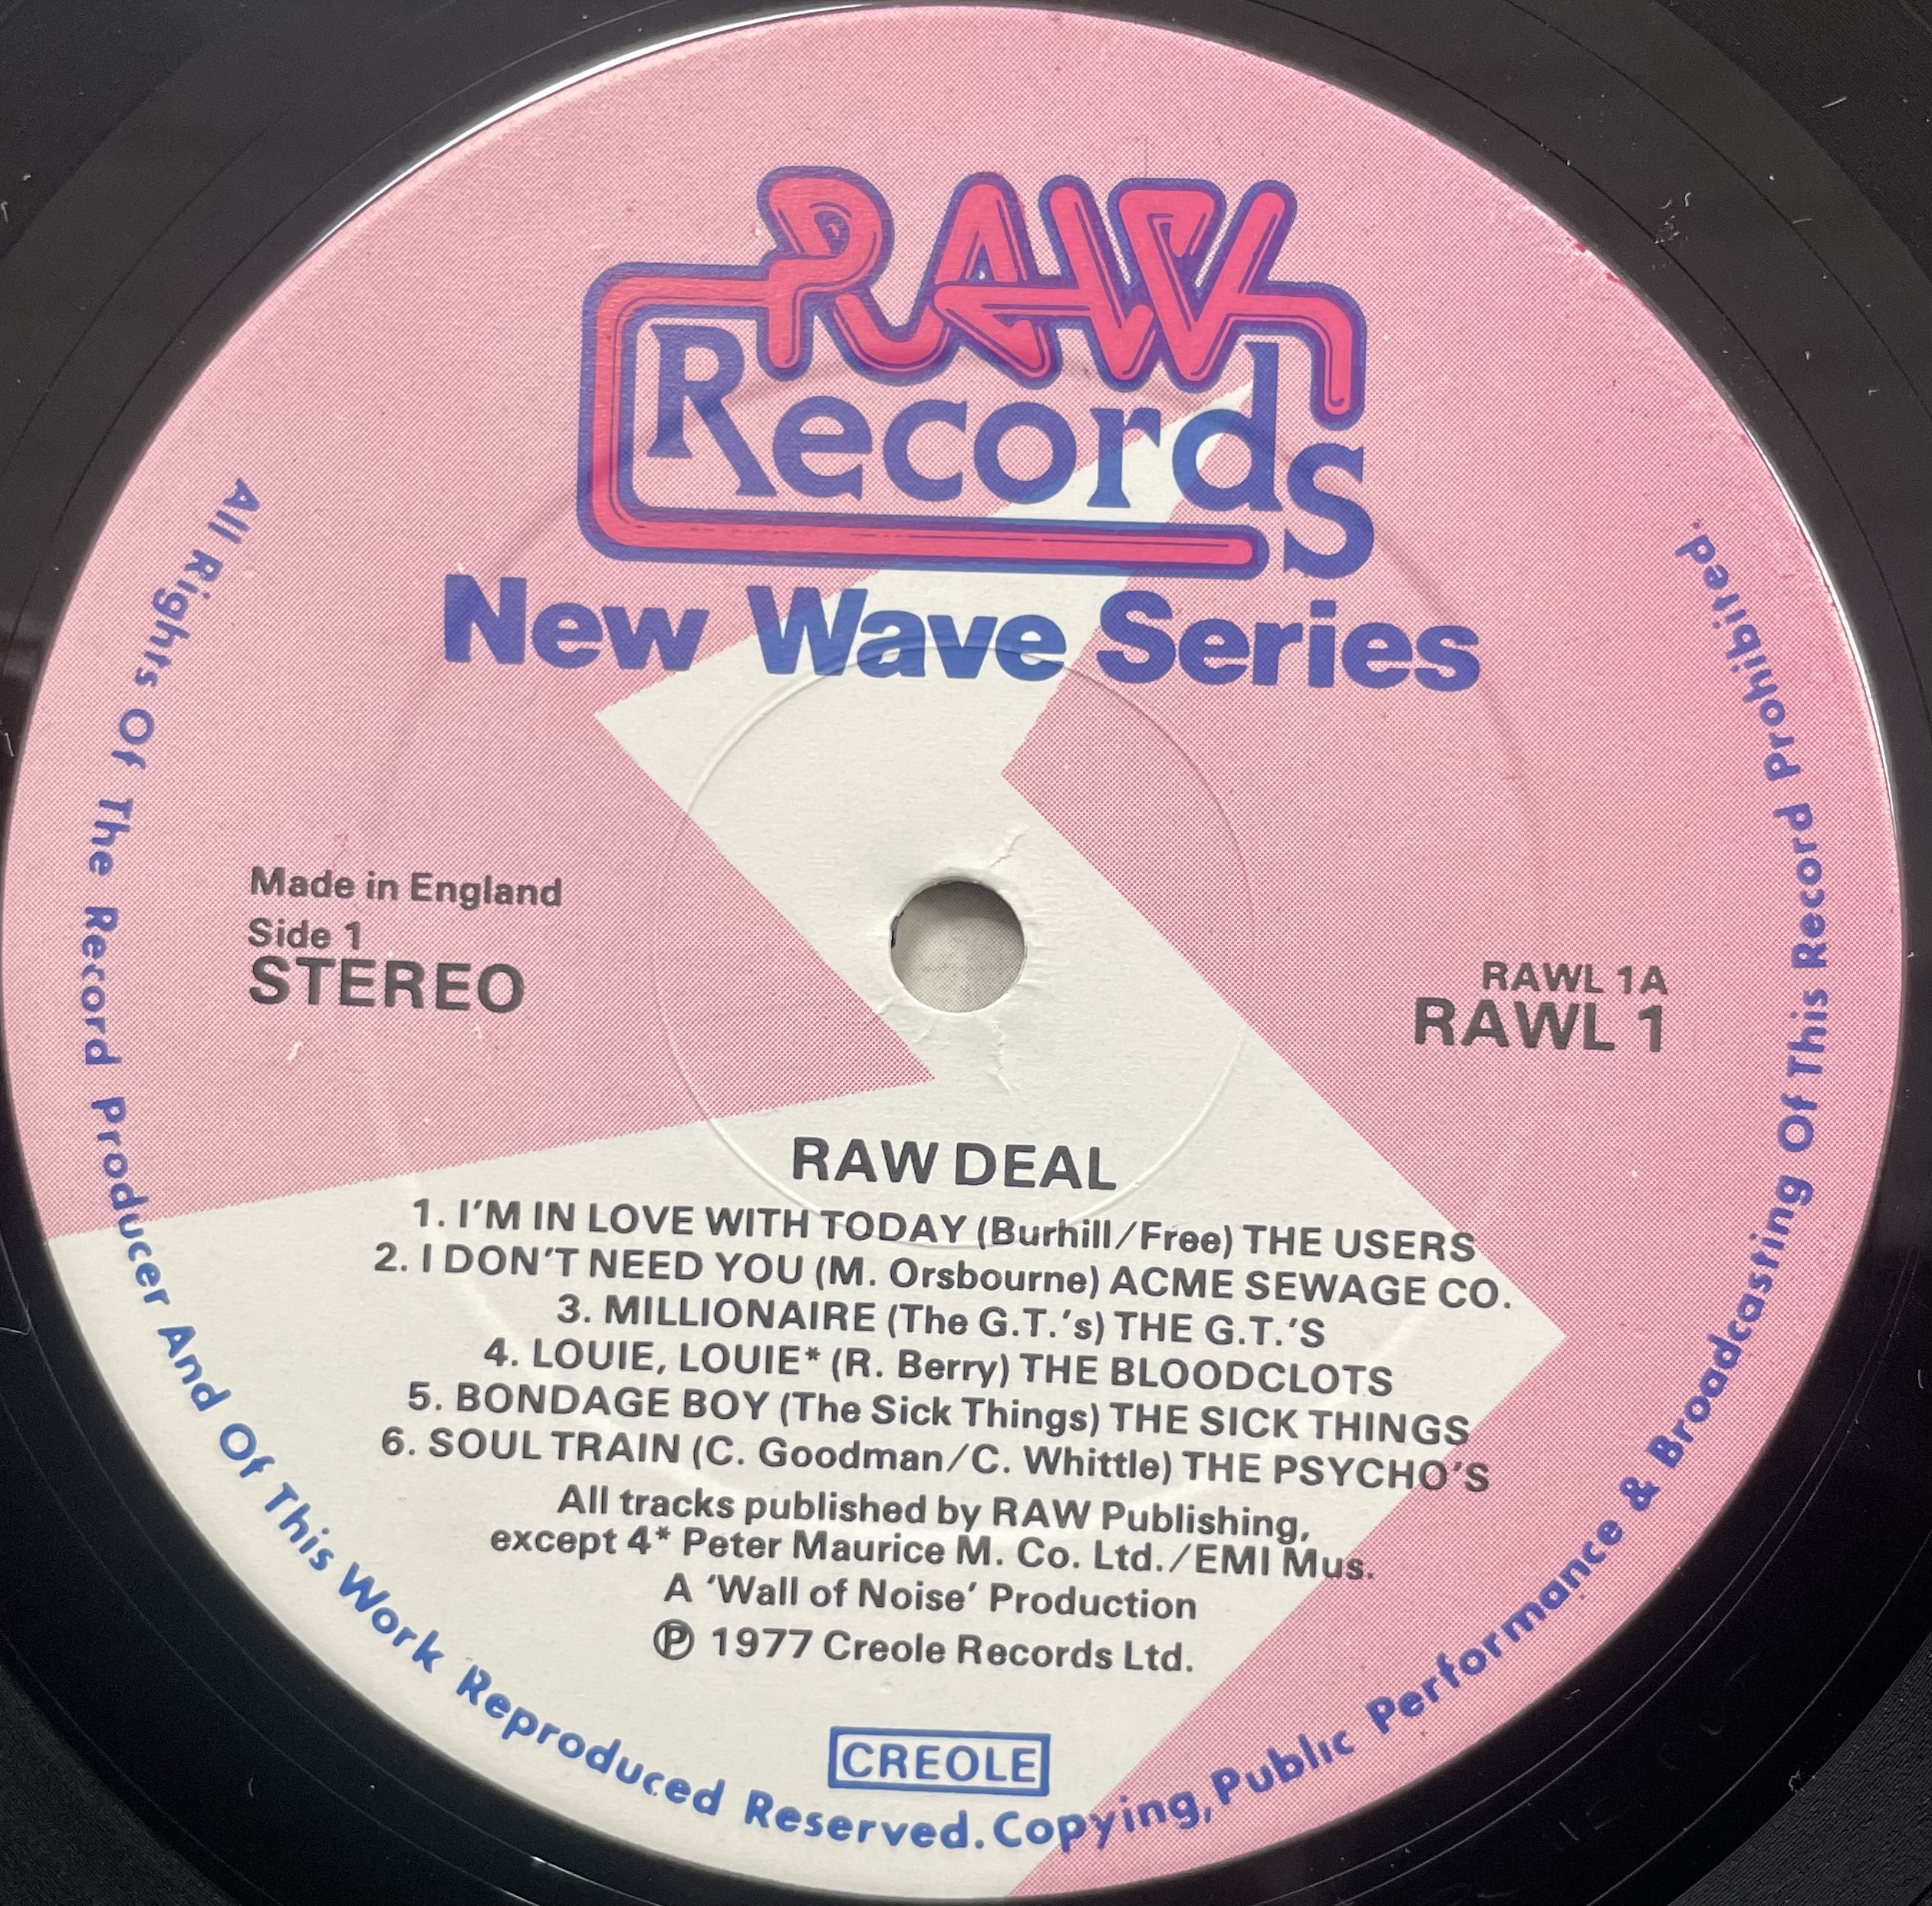 RAW
Records
New Wave Series
Made in England
Side 1
STEREO
RAWL 1A
RAWL 1
RAW DEAL
1. I'M IN LOVE WITH TODAY (Burhill/Free) THE USERS
2. I DON'T NEED YOU (M. Orsbourne) ACME SEWAGE CO.
3. MILLIONAIRE (The G.T.'s) THE G.T.'S
4. LOUIE, LOUIE* (R. Berry) THE BLOODCLOTS
5. BONDAGE BOY (The Sick Things) THE SICK THINGS
6. SOUL TRAIN (C. Goodman/C. Whittle) THE PSYCHO'S
All tracks published by RAW Publishing,
except 4* Peter Maurice M. Co. Ltd./EMI Mus.
A 'Wall of Noise' Production
℗ 1977 Creole Records Ltd.
CREOLE
All Rights Of The Record Producer And Of This Work Reproduced Reserved. Copying, Public Performance & Broadcasting Of This Record Prohibited.